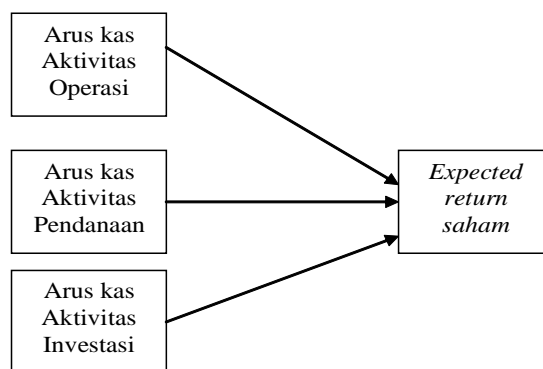 Arus kas
Aktivitas
Operasi
Arus kas
Aktivitas
Pendanaan
Expected
return
saham
Arus kas
Aktivitas
Investasi